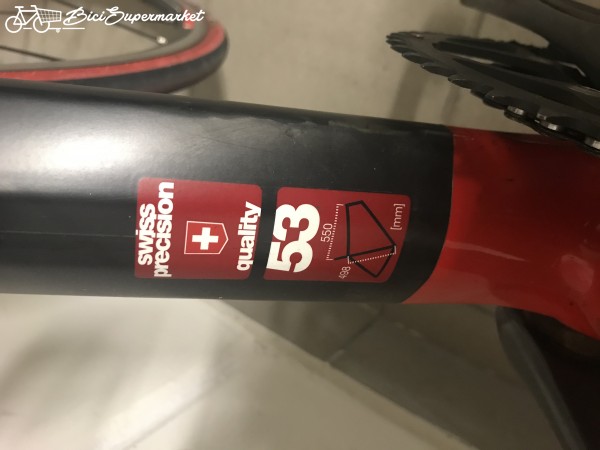 BiciSupermarket
swiss
precision
quality
53
550
498
[mm]